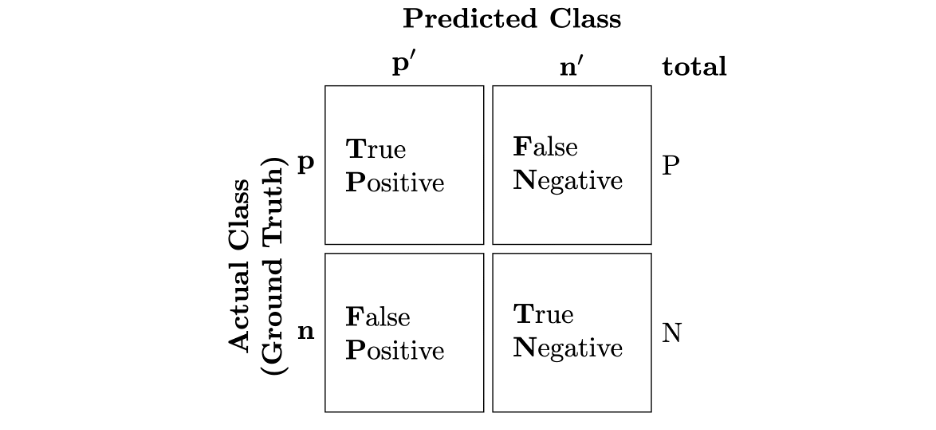 Predicted Class
p′ n′ total
Actual Class
(Ground Truth)
p
True
Positive
False
Negative
P
n
False
Positive
True
Negative
N